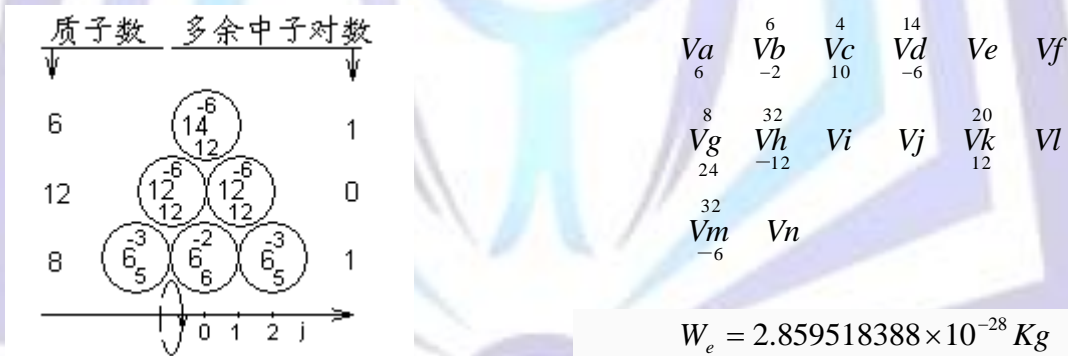 质子数 多余中子对数
6 14 -6 12 1
12 12 -6 12 12 -6 12 0
8 6 -3 5 6 -2 6 6 -3 5 1
0 1 2 j
6 4 14
Va Vb Vc Vd Ve Vf
6 -2 10 -6
8 32 20
Vg Vh Vi Vj Vk Vl
24 -12 12
32
Vm Vn
-6
W_e = 2.859518388×10^{-28} Kg